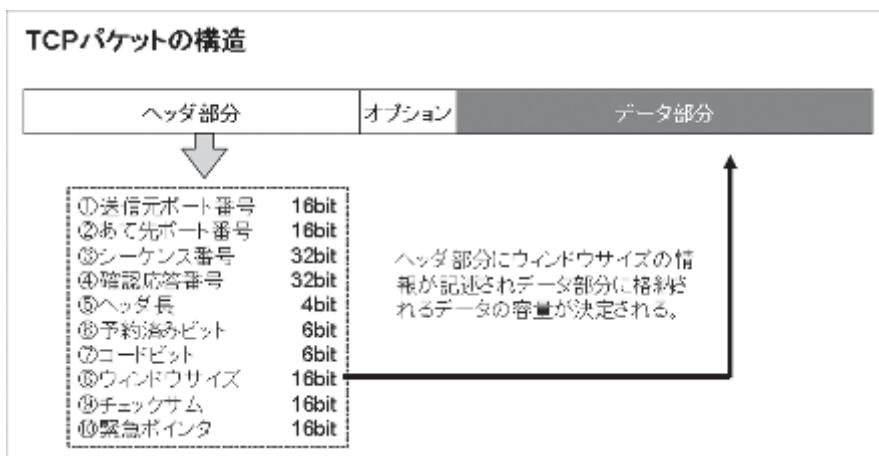 TCPパケットの構造
ヘッダ部分 オプション データ部分
①送信元ポート番号 16bit
②あて先ポート番号 16bit
③シーケンス番号 32bit
④確認応答番号 32bit
⑤ヘッダ長 4bit
⑥予約済みビット 6bit
⑦コードビット 6bit
⑧ウィンドウサイズ 16bit
⑨チェックサム 16bit
⑩緊急ポインタ 16bit
ヘッダ部分にウィンドウサイズの情
報が記述されデータ部分に格納さ
れるデータの容量が決定される。